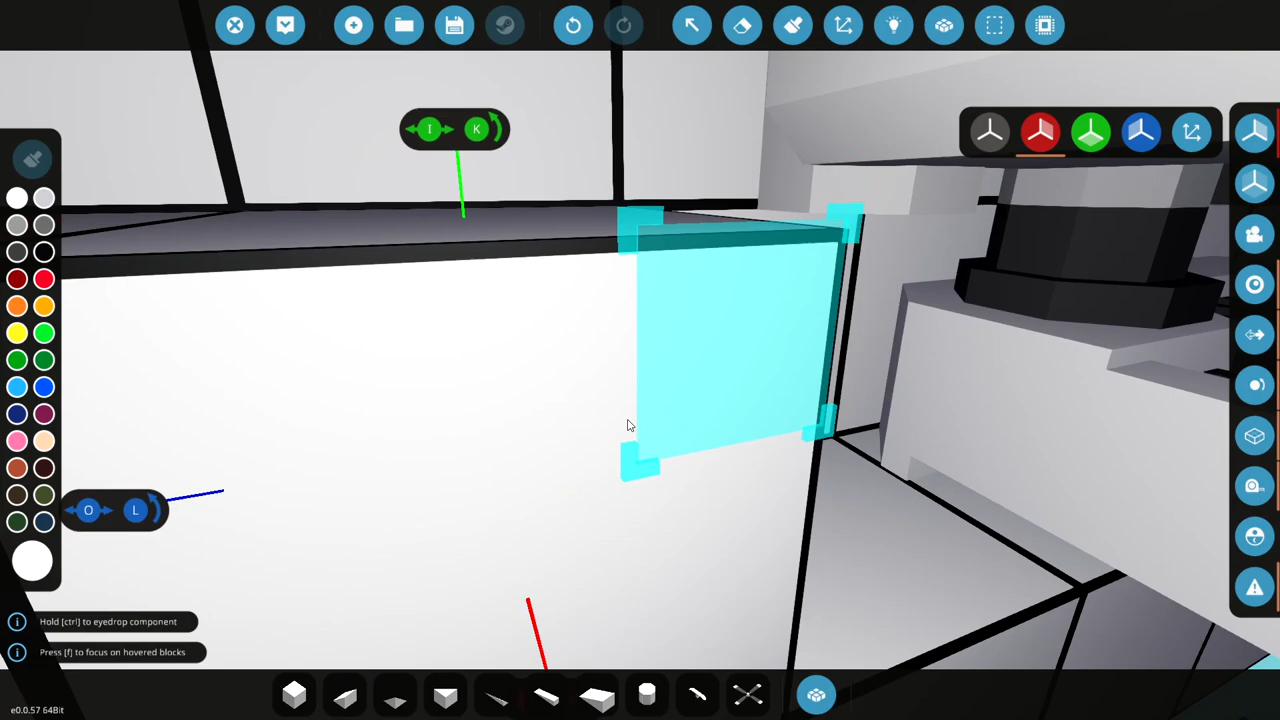 I K
O L
Hold [ctrl] to eyedrop component
Press [f] to focus on hovered blocks
e0.0.57 64Bit